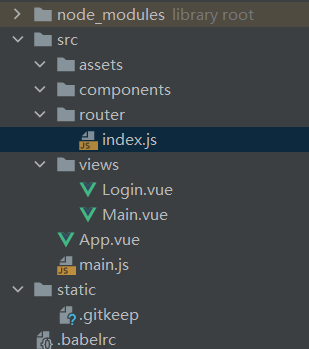 node_modules library root
src
assets
components
router
index.js
views
Login.vue
Main.vue
App.vue
main.js
static
.gitkeep
.babelrc